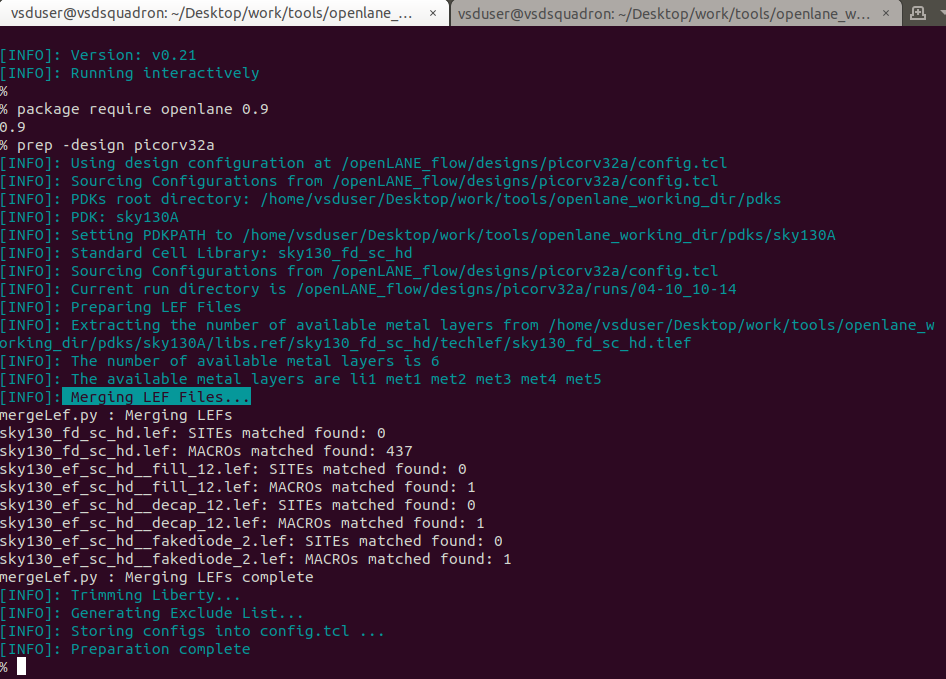 vsduser@vsdsquadron: ~/Desktop/work/tools/openlane_... ×
vsduser@vsdsquadron: ~/Desktop/work/tools/openlane_w... ×
[INFO]: Version: v0.21
[INFO]: Running interactively
%
% package require openlane 0.9
0.9
% prep -design picorv32a
[INFO]: Using design configuration at /openLANE_flow/designs/picorv32a/config.tcl
[INFO]: Sourcing Configurations from /openLANE_flow/designs/picorv32a/config.tcl
[INFO]: PDKs root directory: /home/vsduser/Desktop/work/tools/openlane_working_dir/pdks
[INFO]: PDK: sky130A
[INFO]: Setting PDKPATH to /home/vsduser/Desktop/work/tools/openlane_working_dir/pdks/sky130A
[INFO]: Standard Cell Library: sky130_fd_sc_hd
[INFO]: Sourcing Configurations from /openLANE_flow/designs/picorv32a/config.tcl
[INFO]: Current run directory is /openLANE_flow/designs/picorv32a/runs/04-10_10-14
[INFO]: Preparing LEF Files
[INFO]: Extracting the number of available metal layers from /home/vsduser/Desktop/work/tools/openlane_w
orking_dir/pdks/sky130A/libs.ref/sky130_fd_sc_hd/techlef/sky130_fd_sc_hd.tlef
[INFO]: The number of available metal layers is 6
[INFO]: The available metal layers are li1 met1 met2 met3 met4 met5
[INFO]: Merging LEF Files...
mergeLef.py : Merging LEFs
sky130_fd_sc_hd.lef: SITEs matched found: 0
sky130_fd_sc_hd.lef: MACROs matched found: 437
sky130_ef_sc_hd__fill_12.lef: SITEs matched found: 0
sky130_ef_sc_hd__fill_12.lef: MACROs matched found: 1
sky130_ef_sc_hd__decap_12.lef: SITEs matched found: 0
sky130_ef_sc_hd__decap_12.lef: MACROs matched found: 1
sky130_ef_sc_hd__fakediode_2.lef: SITEs matched found: 0
sky130_ef_sc_hd__fakediode_2.lef: MACROs matched found: 1
mergeLef.py : Merging LEFs complete
[INFO]: Trimming Liberty...
[INFO]: Generating Exclude List...
[INFO]: Storing configs into config.tcl ...
[INFO]: Preparation complete
%